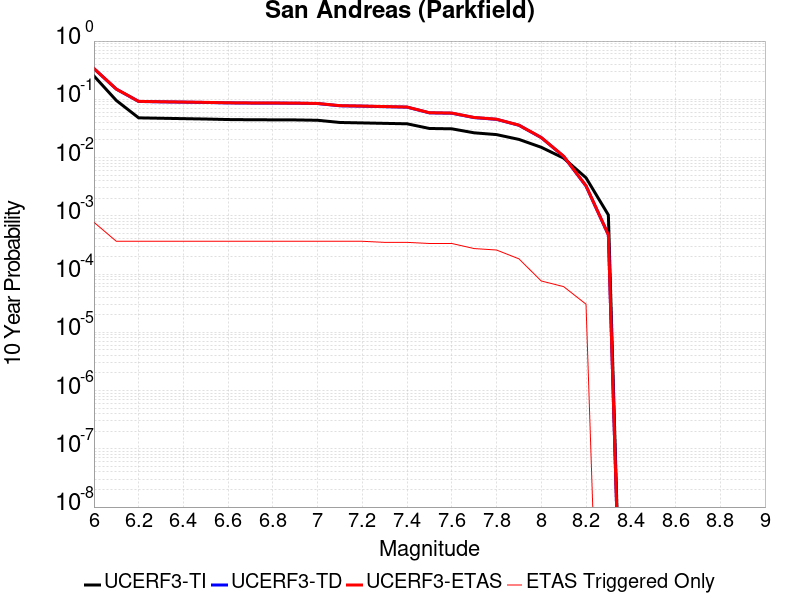 San Andreas (Parkfield)
10 0
10 -1
10 -2
10 -3
10 -4
10 -5
10 -6
10 -7
10 -8
10 Year Probability
6 6.2 6.4 6.6 6.8 7 7.2 7.4 7.6 7.8 8 8.2 8.4 8.6 8.8 9
Magnitude
UCERF3-TI UCERF3-TD UCERF3-ETAS ETAS Triggered Only